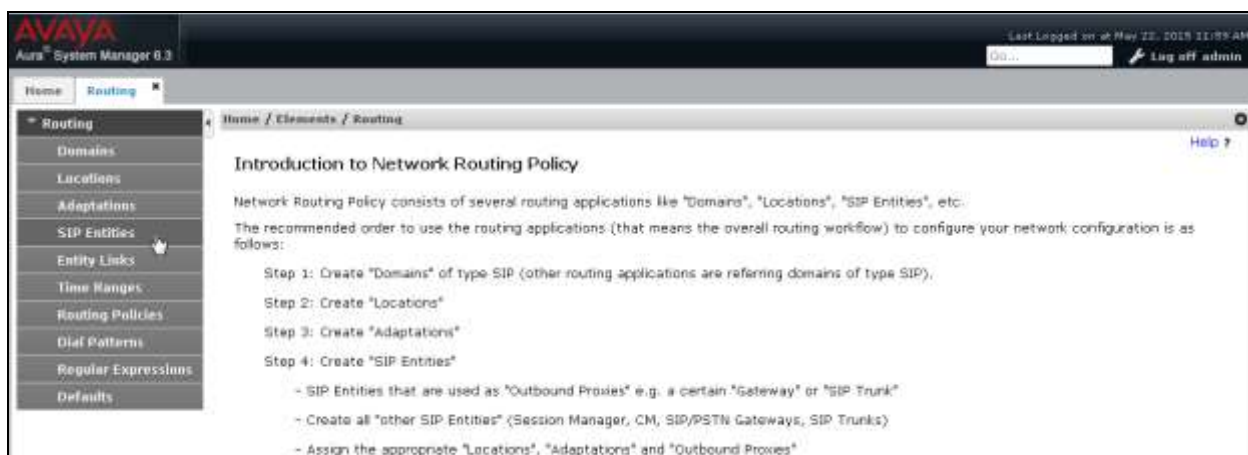 AVAYA
Aura® System Manager 6.3
Last Logged on at May 22, 2015 11:59 AM
Go...
Log off admin
Home
Routing
Routing
Home / Elements / Routing
Help ?
Domains
Locations
Adaptations
SIP Entities
Entity Links
Time Ranges
Routing Policies
Dial Patterns
Regular Expressions
Defaults
Introduction to Network Routing Policy
Network Routing Policy consists of several routing applications like "Domains", "Locations", "SIP Entities", etc.
The recommended order to use the routing applications (that means the overall routing workflow) to configure your network configuration is as
follows:
Step 1: Create "Domains" of type SIP (other routing applications are referring domains of type SIP).
Step 2: Create "Locations"
Step 3: Create "Adaptations"
Step 4: Create "SIP Entities"
- SIP Entities that are used as "Outbound Proxies" e.g. a certain "Gateway" or "SIP Trunk"
- Create all "other SIP Entities" (Session Manager, CM, SIP/PSTN Gateways, SIP Trunks)
- Assign the appropriate "Locations", "Adaptations" and "Outbound Proxies"